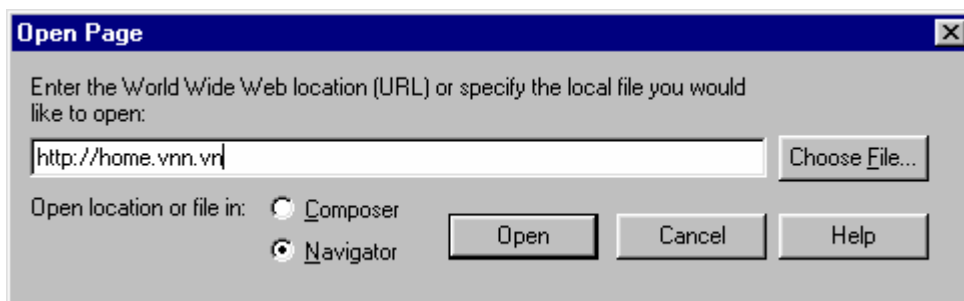 Open Page
Enter the World Wide Web location (URL) or specify the local file you would
like to open:
http://home.vnn.vn
Choose File...
Open location or file in:
Composer
Navigator
Open
Cancel
Help